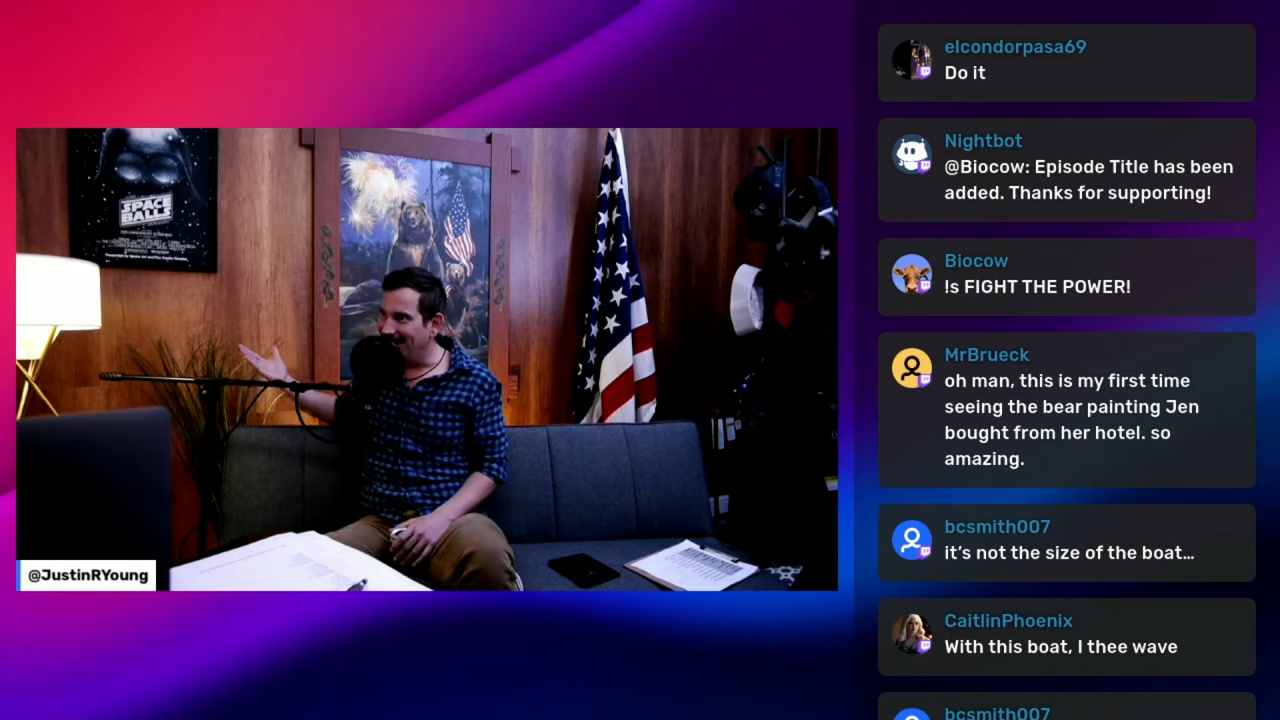 SPACE
BALLS
@JustinRYoung
elcondorpasa69
Do it
Nightbot
@Biocow: Episode Title has been
added. Thanks for supporting!
Biocow
!s FIGHT THE POWER!
MrBrueck
oh man, this is my first time
seeing the bear painting Jen
bought from her hotel. so
amazing.
bcsmith007
it's not the size of the boat...
CaitlinPhoenix
With this boat, I thee wave
bcsmith007